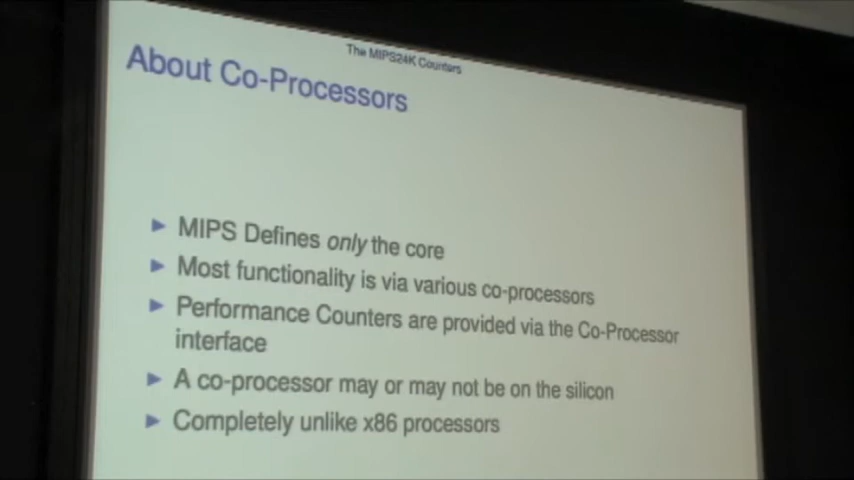 The MIPS24K Counters
About Co-Processors
MIPS Defines only the core
Most functionality is via various co-processors
Performance Counters are provided via the Co-Processor
interface
A co-processor may or may not be on the silicon
Completely unlike x86 processors